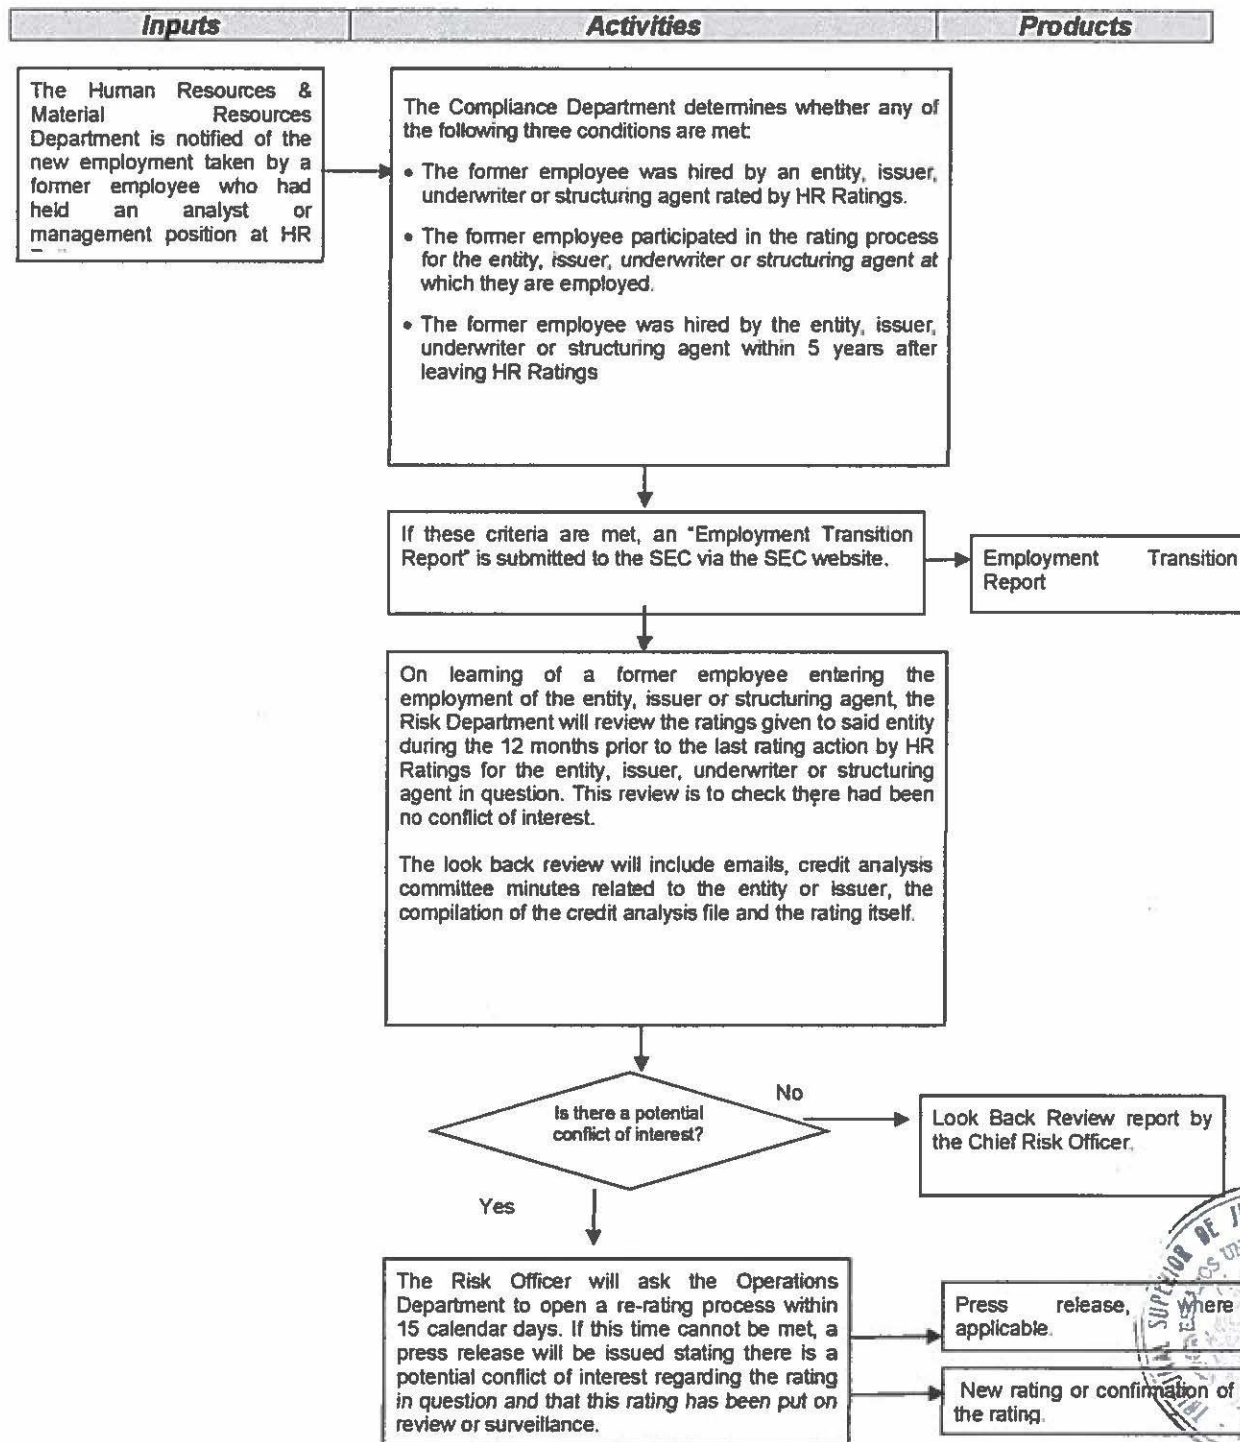 Inputs
Activities
Products
The Human Resources &
Material Resources
Department is notified of the
new employment taken by a
former employee who had
held an analyst or
management position at HR
The Compliance Department determines whether any of
the following three conditions are met:
• The former employee was hired by an entity, issuer,
underwriter or structuring agent rated by HR Ratings.
• The former employee participated in the rating process
for the entity, issuer, underwriter or structuring agent at
which they are employed.
• The former employee was hired by the entity, issuer,
underwriter or structuring agent within 5 years after
leaving HR Ratings
If these criteria are met, an "Employment Transition
Report" is submitted to the SEC via the SEC website.
Employment Transition
Report
On learning of a former employee entering the
employment of the entity, issuer or structuring agent, the
Risk Department will review the ratings given to said entity
during the 12 months prior to the last rating action by HR
Ratings for the entity, issuer, underwriter or structuring
agent in question. This review is to check there had been
no conflict of interest.
The look back review will include emails, credit analysis
committee minutes related to the entity or issuer, the
compilation of the credit analysis file and the rating itself.
Is there a potential
conflict of interest?
No
Look Back Review report by
the Chief Risk Officer.
Yes
The Risk Officer will ask the Operations
Department to open a re-rating process within
15 calendar days. If this time cannot be met, a
press release will be issued stating there is a
potential conflict of interest regarding the rating
in question and that this rating has been put on
review or surveillance.
Press release, where
applicable.
New rating or confirmation of
the rating.
SUPERIOR DE